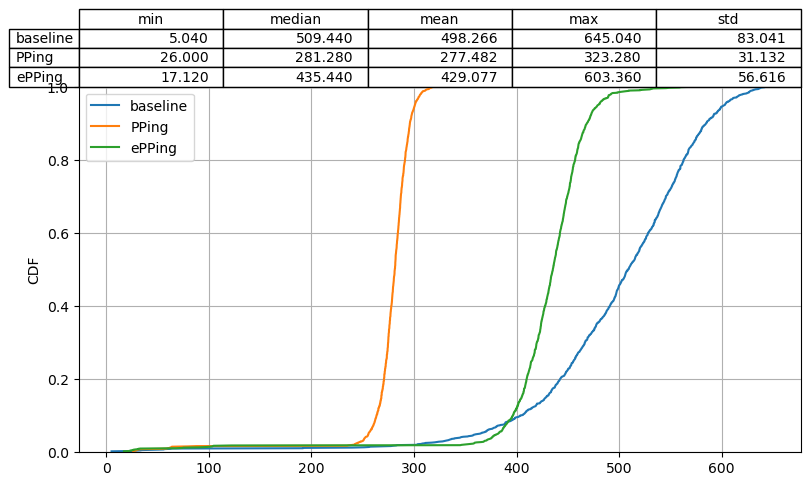 min median mean max std
baseline 5.040 509.440 498.266 645.040 83.041
PPing 26.000 281.280 277.482 323.280 31.132
ePPing 17.120 435.440 429.077 603.360 56.616
1.0
baseline
PPing
ePPing
0.8
0.6
CDF
0.4
0.2
0.0
0 100 200 300 400 500 600